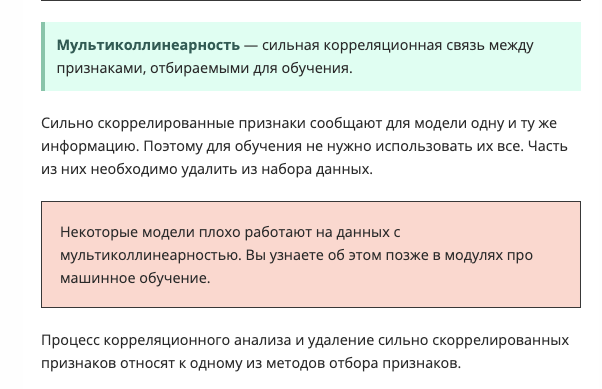 Мультиколлинеарность — сильная корреляционная связь между
признаками, отбираемыми для обучения.
Сильно скоррелированные признаки сообщают для модели одну и ту же
информацию. Поэтому для обучения не нужно использовать их все. Часть
из них необходимо удалить из набора данных.
Некоторые модели плохо работают на данных с
мультиколлинеарностью. Вы узнаете об этом позже в модулях про
машинное обучение.
Процесс корреляционного анализа и удаление сильно скоррелированных
признаков относят к одному из методов отбора признаков.